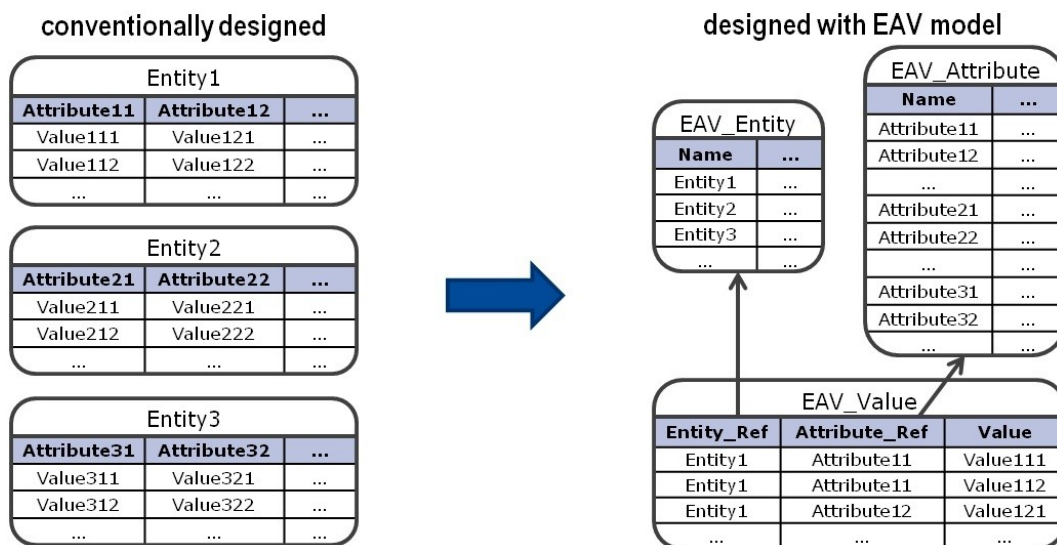 conventionally designed
Entity1
Attribute11 Attribute12 ...
Value111 Value121 ...
Value112 Value122 ...
... ... ...
Entity2
Attribute21 Attribute22 ...
Value211 Value221 ...
Value212 Value222 ...
... ... ...
Entity3
Attribute31 Attribute32 ...
Value311 Value321 ...
Value312 Value322 ...
... ... ...
designed with EAV model
EAV_Entity
Name ...
Entity1 ...
Entity2 ...
Entity3 ...
... ...
EAV_Attribute
Name ...
Attribute11 ...
Attribute12 ...
... ...
Attribute21 ...
Attribute22 ...
... ...
Attribute31 ...
Attribute32 ...
... ...
EAV_Value
Entity_Ref Attribute_Ref Value
Entity1 Attribute11 Value111
Entity1 Attribute11 Value112
Entity1 Attribute12 Value121
... ... ...